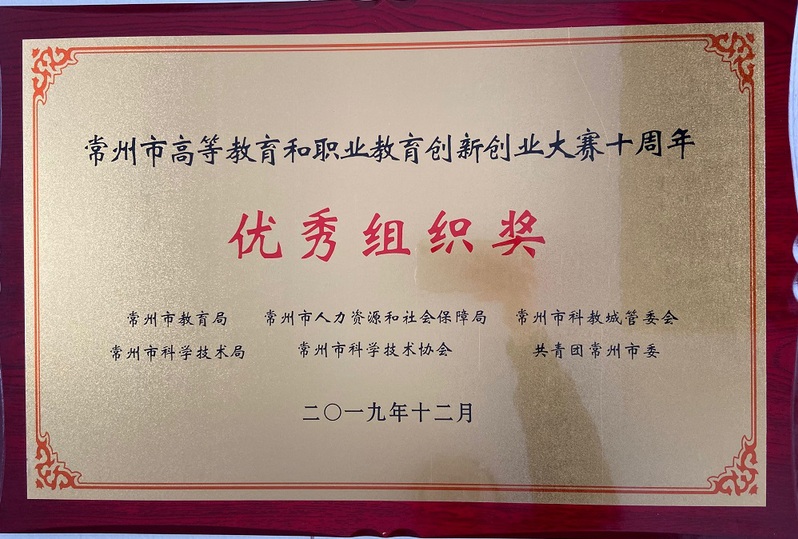 常州市高等教育和职业教育创新创业大赛十周年
优秀组织奖
常州市教育局 常州市人力资源和社会保障局 常州市科教城管委会
常州市科学技术局 常州市科学技术协会 共青团常州市委
二〇一九年十二月